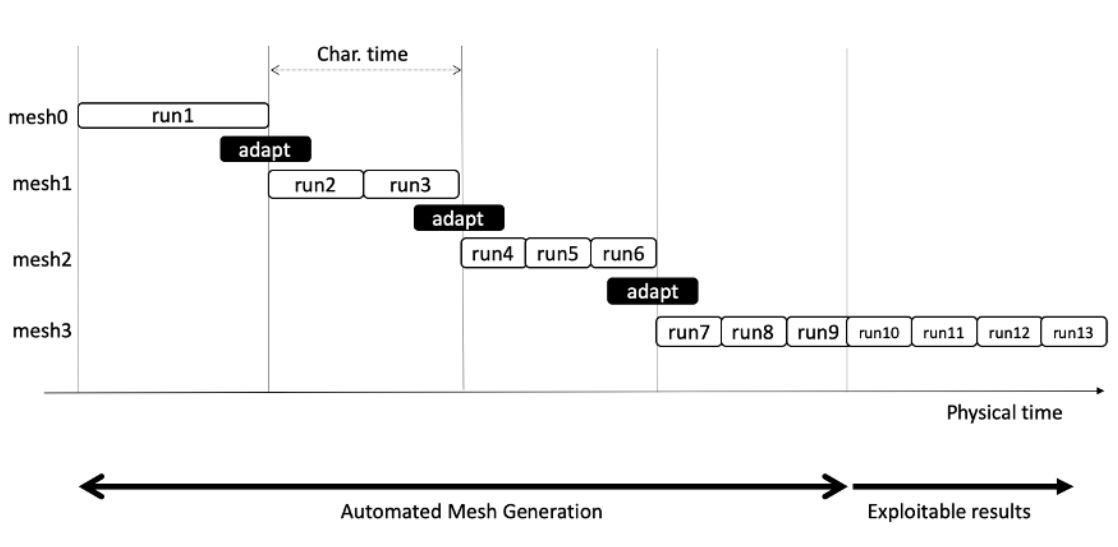 Char. time
mesh0
run1
adapt
mesh1
run2
run3
adapt
mesh2
run4
run5
run6
adapt
mesh3
run7
run8
run9
run10
run11
run12
run13
Physical time
Automated Mesh Generation
Exploitable results